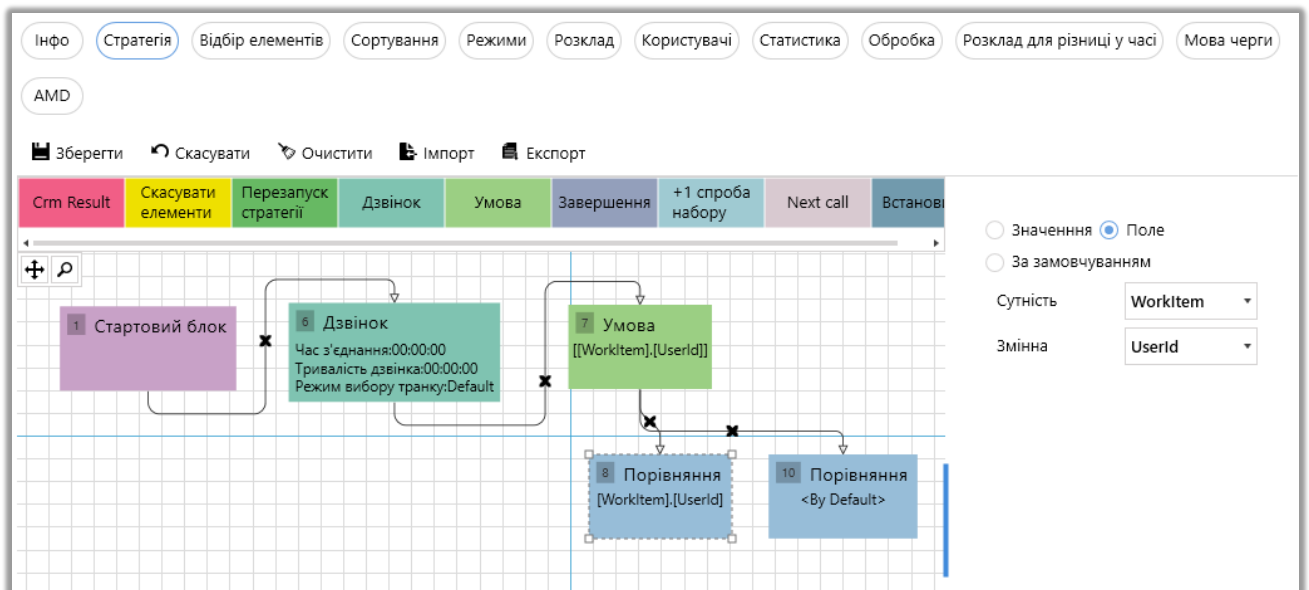 Інфо Стратегія Відбір елементів Сортування Режими Розклад Користувачі Статистика Обробка Розклад для різниці у часі Мова черги
AMD
Зберегти Скасувати Очистити Імпорт Експорт
Crm Result Скасувати елементи Перезапуск стратегії Дзвінок Умова Завершення +1 спроба набору Next call Встанов
Значенння Поле
За замовчуванням
Сутність WorkItem
Змінна UserId
1 Стартовий блок
6 Дзвінок
Час з'єднання:00:00:00
Тривалість дзвінка:00:00:00
Режим вибору транку:Default
7 Умова
[[WorkItem].[UserId]]
8 Порівняння
[WorkItem].[UserId]
10 Порівняння
<By Default>